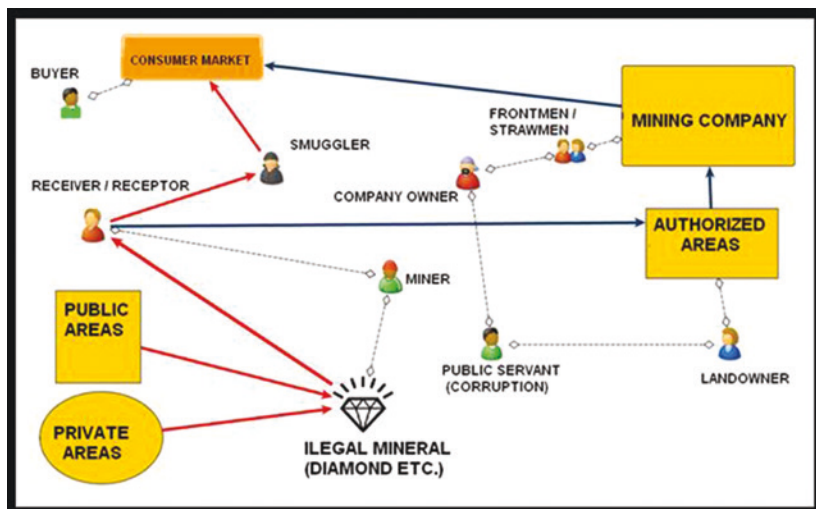 CONSUMER MARKET
BUYER
FRONTMEN /
STRAWMEN
MINING COMPANY
SMUGGLER
RECEIVER / RECEPTOR
COMPANY OWNER
AUTHORIZED
AREAS
MINER
PUBLIC
AREAS
PUBLIC SERVANT
(CORRUPTION)
LANDOWNER
PRIVATE
AREAS
ILEGAL MINERAL
(DIAMOND ETC.)